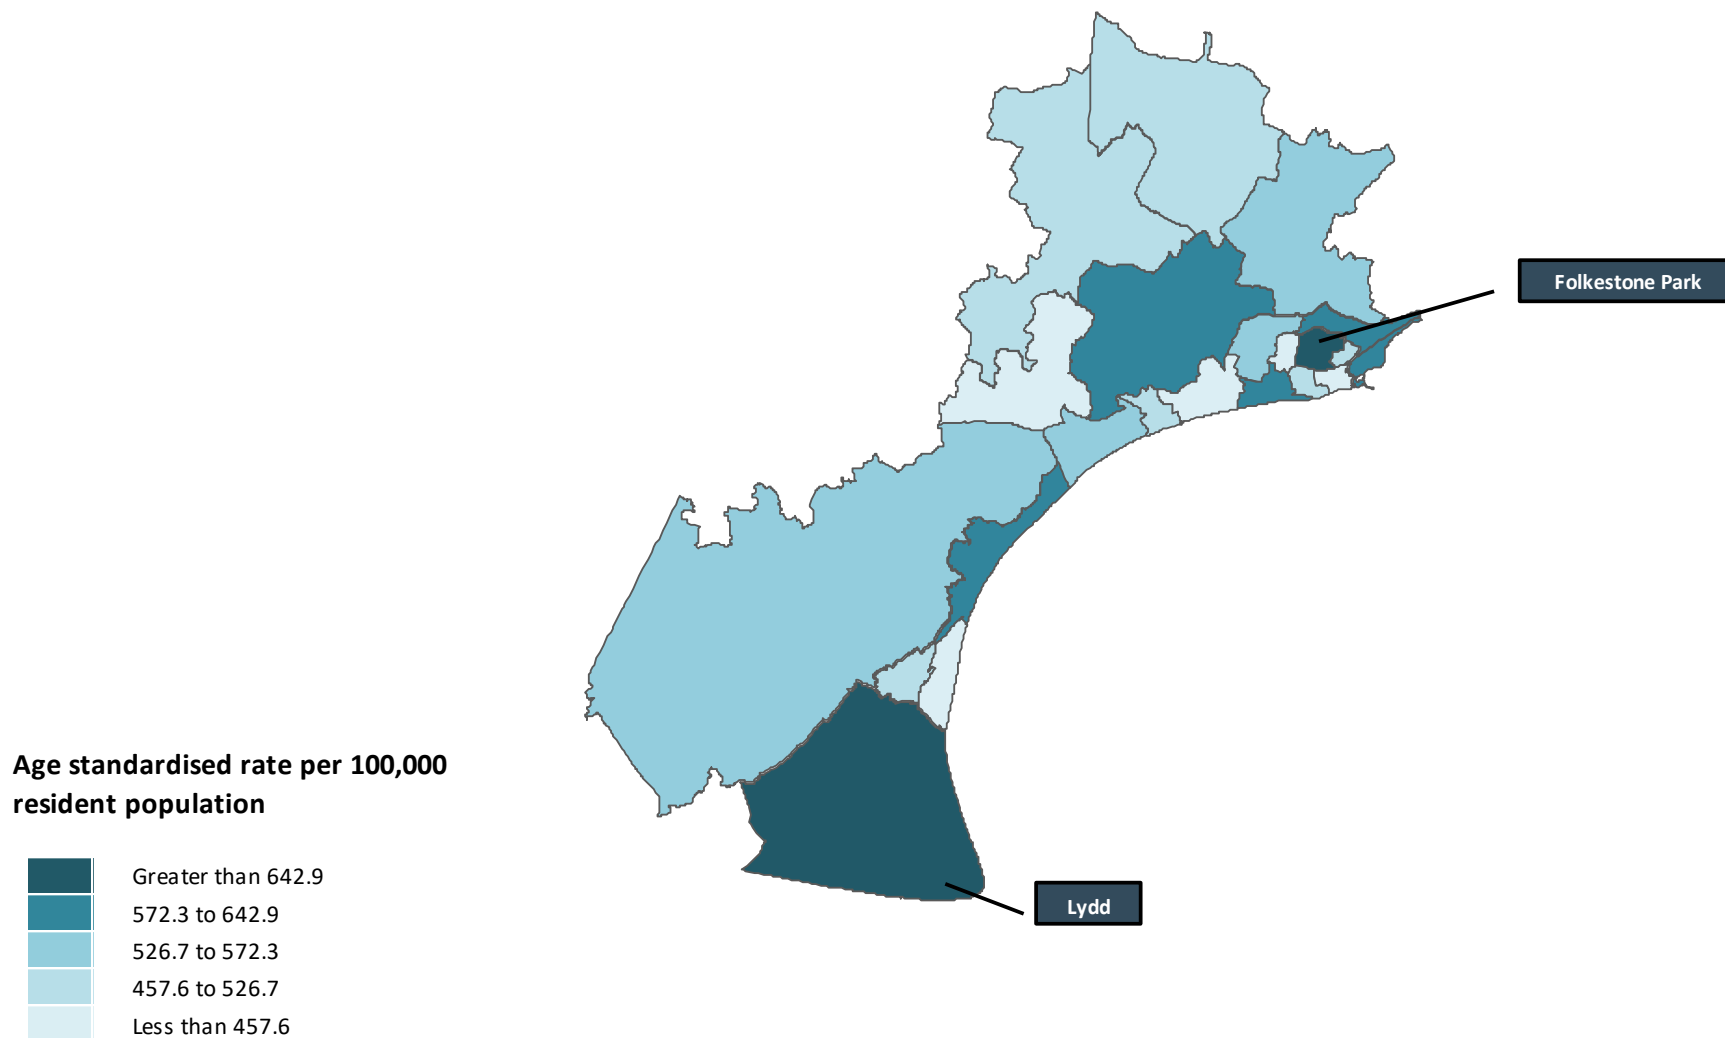 Folkestone Park
Age standardised rate per 100,000
resident population
Greater than 642.9
572.3 to 642.9
526.7 to 572.3
457.6 to 526.7
Less than 457.6
Lydd